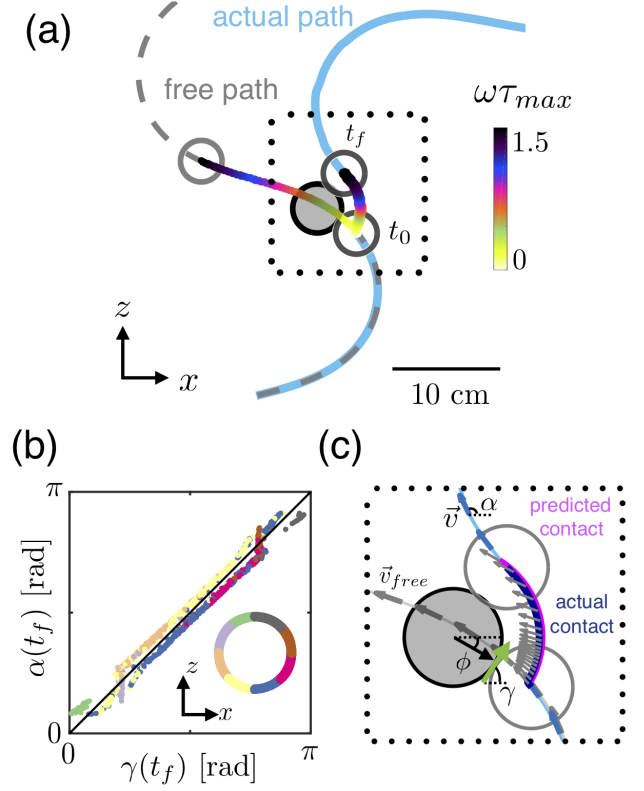 (a)
actual path
free path
ωτ_max
1.5
0
t_f
t_0
z
x
10 cm
(b)
π
α(t_f) [rad]
0
z
x
0
π
γ(t_f) [rad]
(c)
α
v⃗
predicted
contact
v⃗_free
actual
contact
ϕ
γ